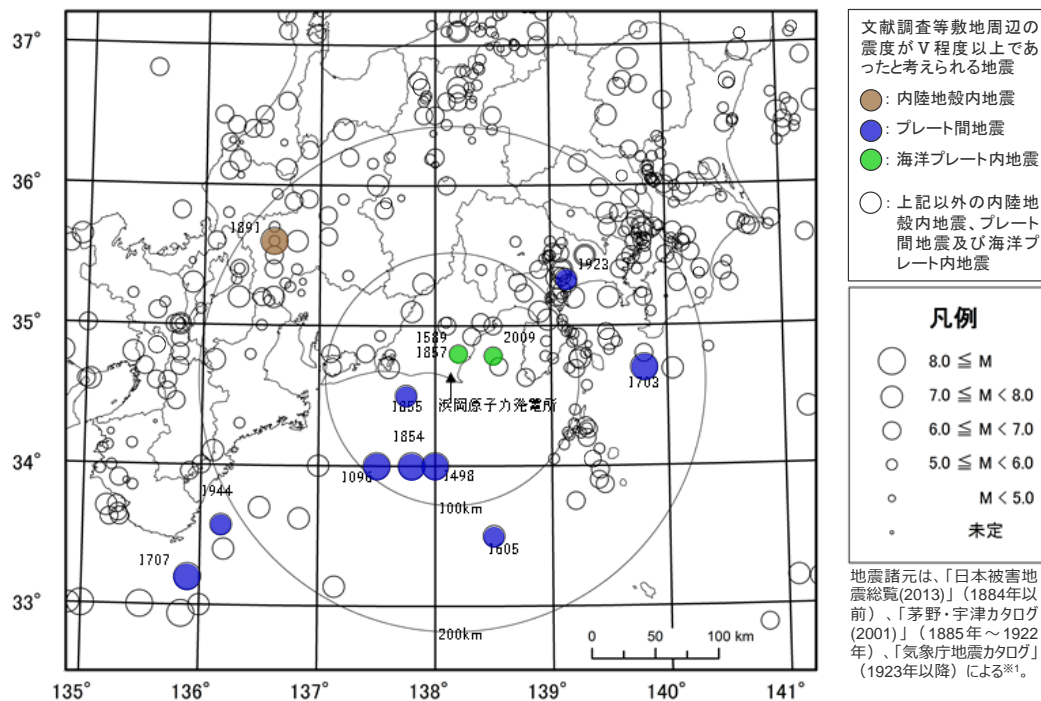 37°
36°
35°
34°
33°
135°
136°
137°
138°
139°
140°
141°
1891
1923
1589
1857
2009
1703
1855
浜岡原子力発電所
1854
1096
1498
100km
1944
1605
1707
200km
0 50 100 km
文献調査等敷地周辺の
震度がⅤ程度以上であ
ったと考えられる地震
: 内陸地殻内地震
: プレート間地震
: 海洋プレート内地震
: 上記以外の内陸地
殻内地震、プレート
間地震及び海洋プ
レート内地震
凡例
8.0 ≦ M
7.0 ≦ M < 8.0
6.0 ≦ M < 7.0
5.0 ≦ M < 6.0
M < 5.0
未定
地震諸元は、「日本被害地
震総覧(2013)」（1884年以
前）、「茅野・宇津カタログ
(2001)」（1885年～1922
年）、「気象庁地震カタログ」
（1923年以降）による※1。